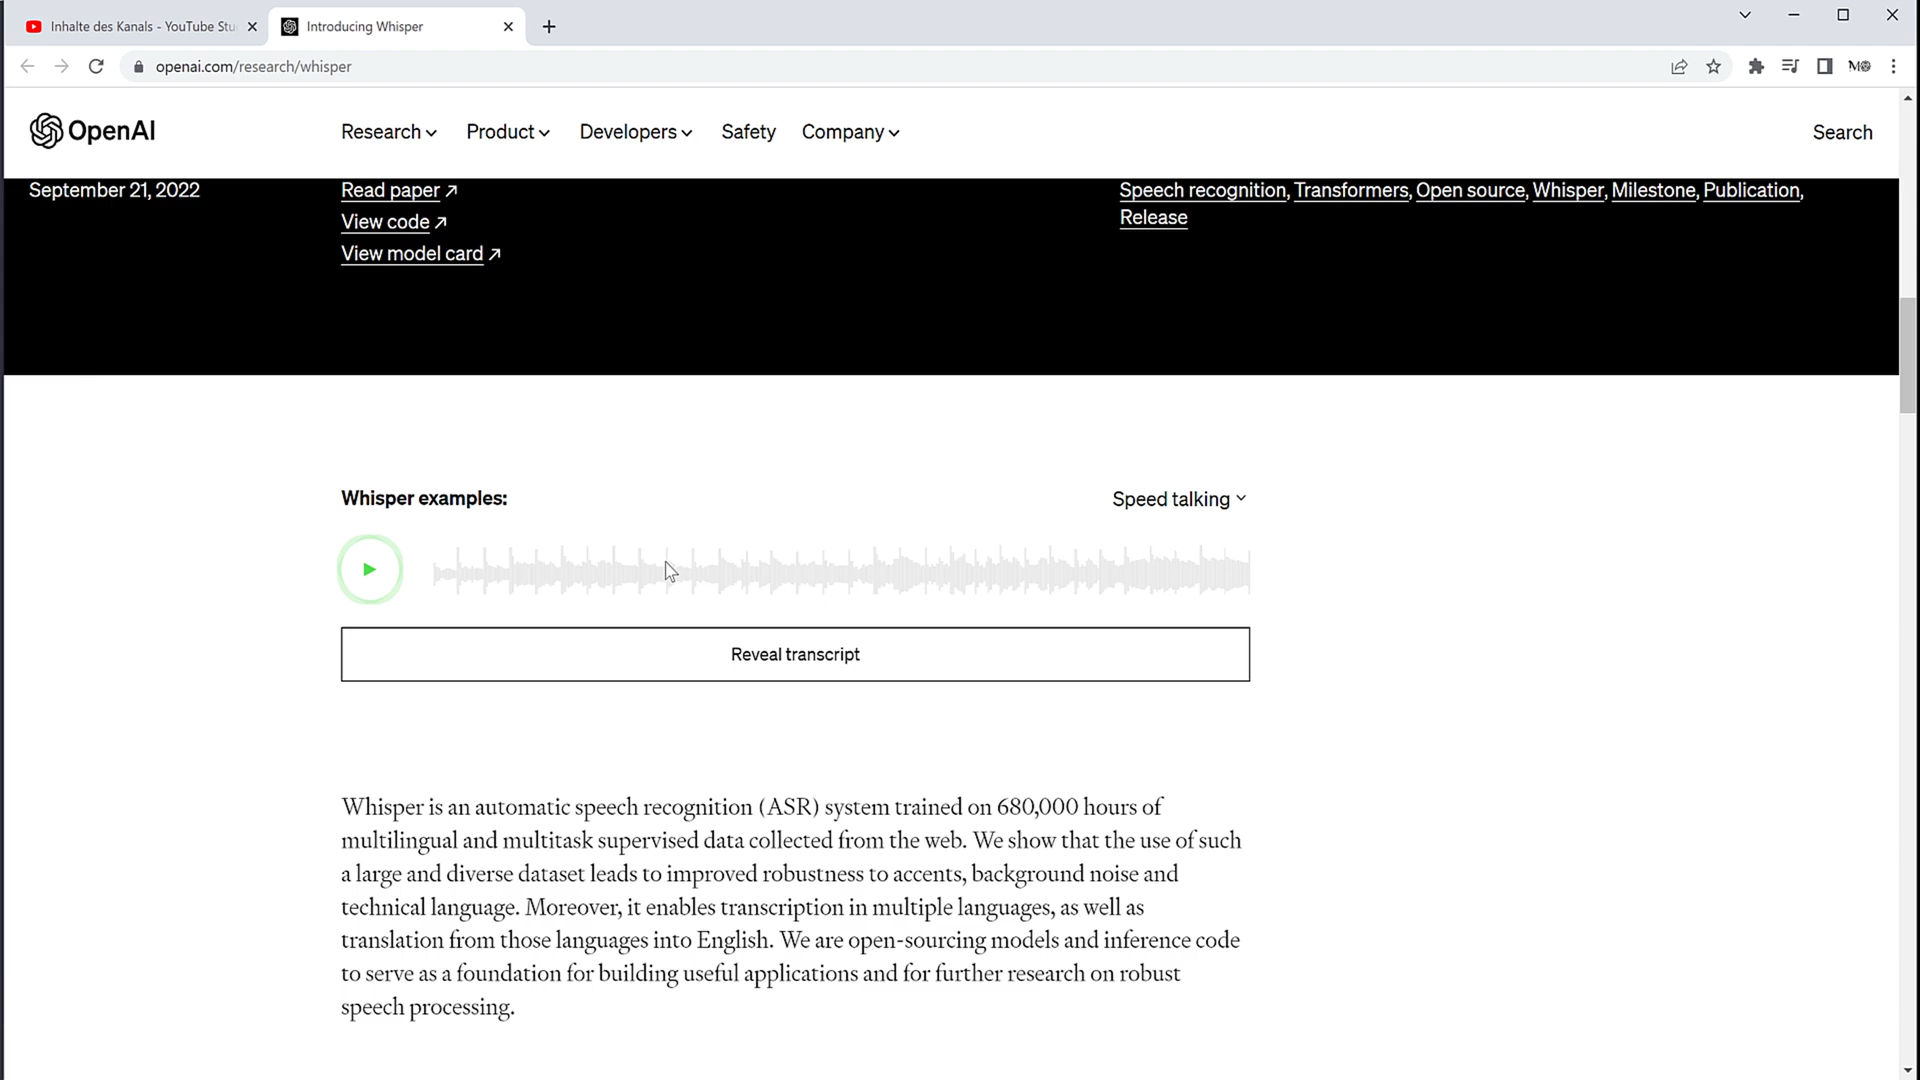 Inhalte des Kanals - YouTube Stu
Introducing Whisper
openai.com/research/whisper
OpenAI
Research
Product
Developers
Safety
Company
Search
September 21, 2022
Read paper
View code
View model card
Speech recognition, Transformers, Open source, Whisper, Milestone, Publication,
Release
Whisper examples:
Speed talking
Reveal transcript
Whisper is an automatic speech recognition (ASR) system trained on 680,000 hours of
multilingual and multitask supervised data collected from the web. We show that the use of such
a large and diverse dataset leads to improved robustness to accents, background noise and
technical language. Moreover, it enables transcription in multiple languages, as well as
translation from those languages into English. We are open-sourcing models and inference code
to serve as a foundation for building useful applications and for further research on robust
speech processing.